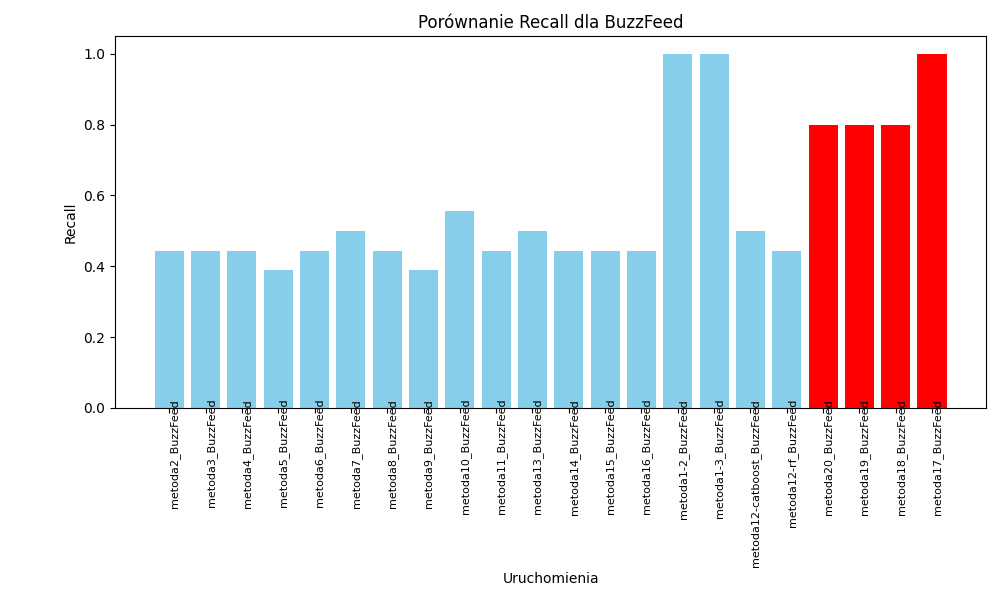 Porównanie Recall dla BuzzFeed
1.0
0.8
0.6
0.4
0.2
0.0
Recall
metoda2_BuzzFeed
metoda3_BuzzFeed
metoda4_BuzzFeed
metoda5_BuzzFeed
metoda6_BuzzFeed
metoda7_BuzzFeed
metoda8_BuzzFeed
metoda9_BuzzFeed
metoda10_BuzzFeed
metoda11_BuzzFeed
metoda13_BuzzFeed
metoda14_BuzzFeed
metoda15_BuzzFeed
metoda16_BuzzFeed
metoda1-2_BuzzFeed
metoda1-3_BuzzFeed
metoda12-catboost_BuzzFeed
metoda12-rf_BuzzFeed
metoda20_BuzzFeed
metoda19_BuzzFeed
metoda18_BuzzFeed
metoda17_BuzzFeed
Uruchomienia